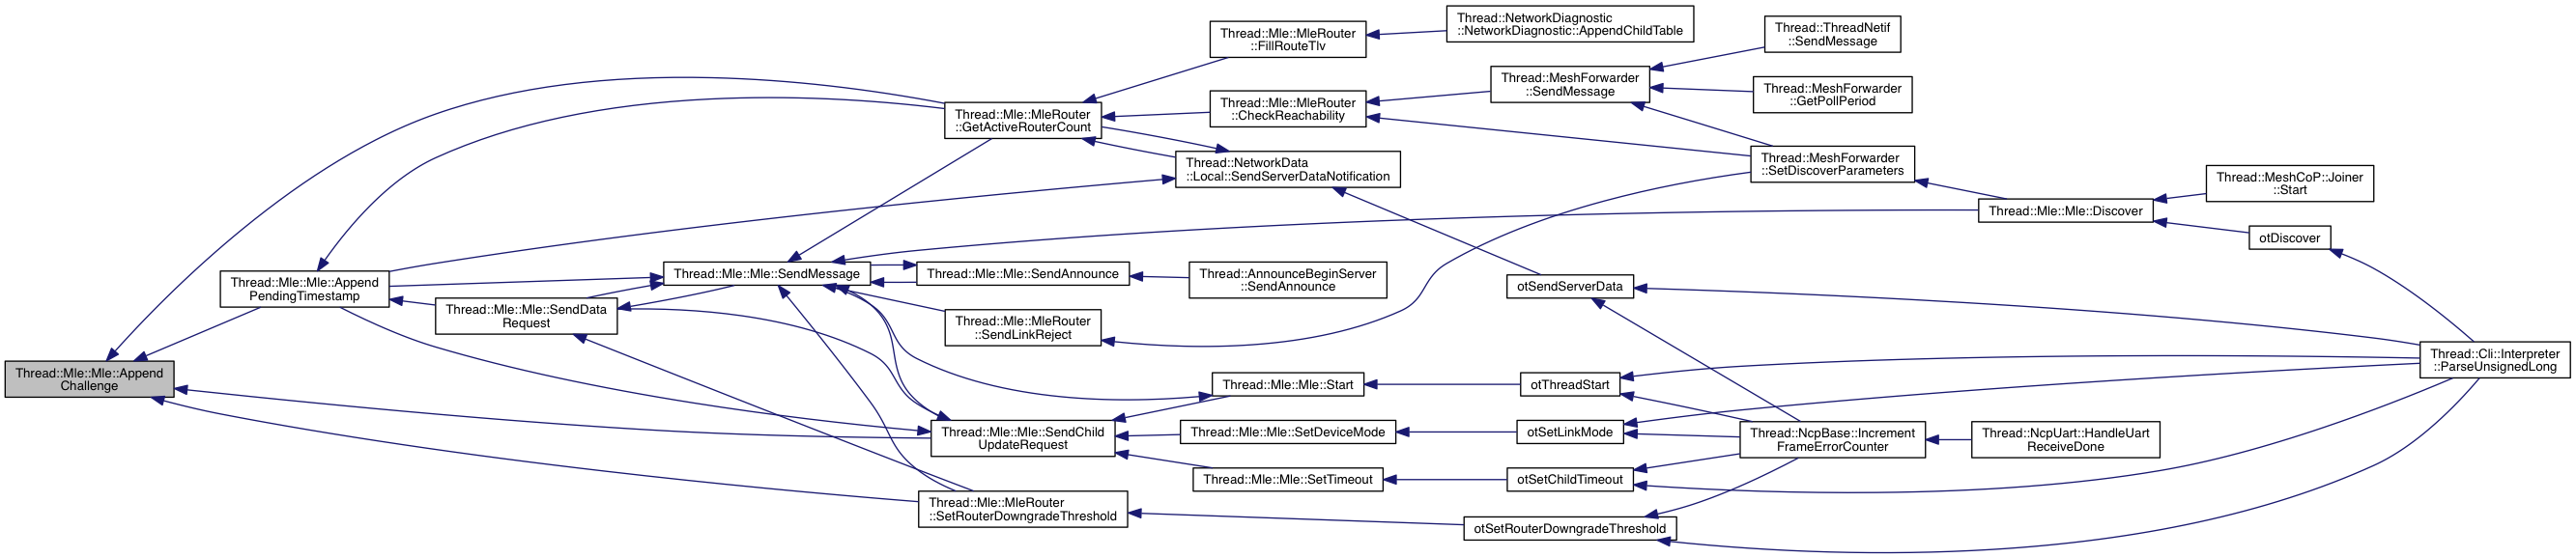 Thread::Mle::Mle::Append
Challenge
Thread::Mle::Mle::Append
PendingTimestamp
Thread::Mle::Mle::SendData
Request
Thread::Mle::Mle::SendMessage
Thread::Mle::MleRouter
::GetActiveRouterCount
Thread::Mle::Mle::SendAnnounce
Thread::Mle::MleRouter
::SendLinkReject
Thread::Mle::Mle::SendChild
UpdateRequest
Thread::Mle::MleRouter
::SetRouterDowngradeThreshold
Thread::Mle::MleRouter
::FillRouteTlv
Thread::Mle::MleRouter
::CheckReachability
Thread::NetworkData
::Local::SendServerDataNotification
Thread::AnnounceBeginServer
::SendAnnounce
Thread::Mle::Mle::Start
Thread::Mle::Mle::SetDeviceMode
Thread::Mle::Mle::SetTimeout
Thread::NetworkDiagnostic
::NetworkDiagnostic::AppendChildTable
Thread::MeshForwarder
::SendMessage
otSendServerData
otThreadStart
otSetLinkMode
otSetChildTimeout
otSetRouterDowngradeThreshold
Thread::ThreadNetif
::SendMessage
Thread::MeshForwarder
::GetPollPeriod
Thread::MeshForwarder
::SetDiscoverParameters
Thread::NcpBase::Increment
FrameErrorCounter
Thread::Mle::Mle::Discover
Thread::NcpUart::HandleUart
ReceiveDone
Thread::MeshCoP::Joiner
::Start
otDiscover
Thread::Cli::Interpreter
::ParseUnsignedLong